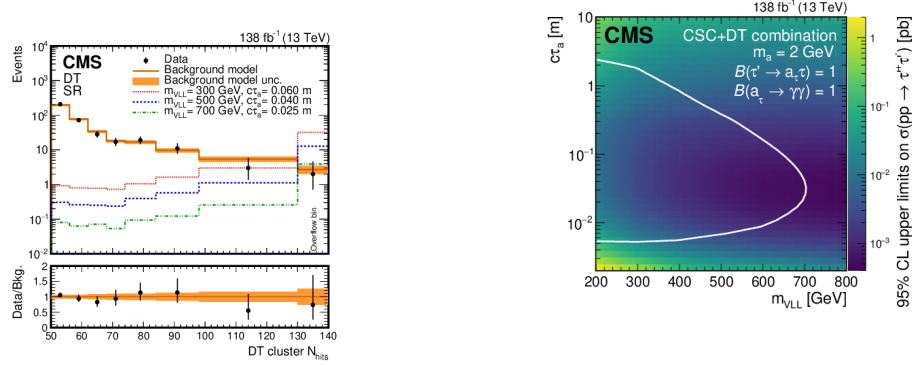 138 fb⁻¹ (13 TeV)
Events
10⁴
10³
10²
10
1
10⁻¹
10⁻²
CMS
DT
SR
Data
Background model
Background model unc.
m_VLL = 300 GeV, cτ_a = 0.060 m
m_VLL = 500 GeV, cτ_a = 0.040 m
m_VLL = 700 GeV, cτ_a = 0.025 m
Overflow bin
Data/Bkg.
2
1.5
1
0.5
0
50 60 70 80 90 100 110 120 130 140
DT cluster N_hits
138 fb⁻¹ (13 TeV)
cτ_a [m]
10
1
10⁻¹
10⁻²
CMS
CSC+DT combination
m_a = 2 GeV
B(τ' → a_τ τ) = 1
B(a_τ → γγ) = 1
200 300 400 500 600 700 800
m_VLL [GeV]
1
10⁻¹
10⁻²
10⁻³
95% CL upper limits on σ(pp → τ'⁺τ'⁻) [pb]